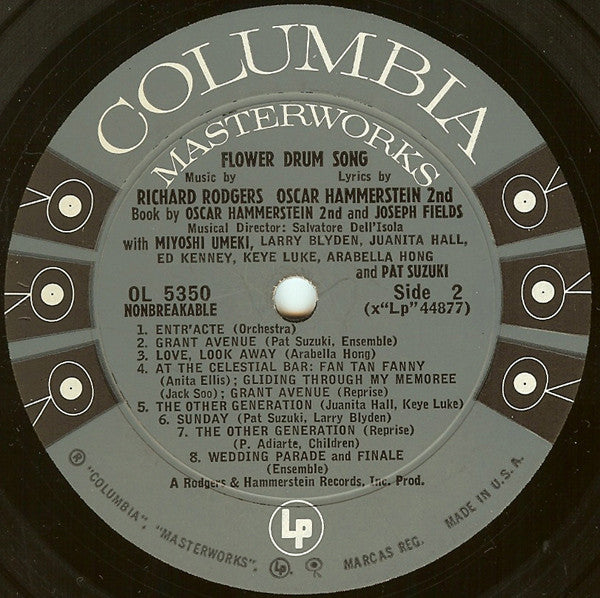 COLUMBIA
MASTERWORKS
FLOWER DRUM SONG
Music by Lyrics by
RICHARD RODGERS OSCAR HAMMERSTEIN 2nd
Book by OSCAR HAMMERSTEIN 2nd and JOSEPH FIELDS
Musical Director: Salvatore Dell'Isola
with MIYOSHI UMEKI, LARRY BLYDEN, JUANITA HALL,
ED KENNEY, KEYE LUKE, ARABELLA HONG
and PAT SUZUKI
OL 5350 Side 2
NONBREAKABLE (x"Lp" 44877)
1. ENTR'ACTE (Orchestra)
2. GRANT AVENUE (Pat Suzuki, Ensemble)
3. LOVE, LOOK AWAY (Arabella Hong)
4. AT THE CELESTIAL BAR: FAN TAN FANNY
(Anita Ellis); GLIDING THROUGH MY MEMOREE
(Jack Soo); GRANT AVENUE (Reprise)
5. THE OTHER GENERATION (Juanita Hall, Keye Luke)
6. SUNDAY (Pat Suzuki, Larry Blyden)
7. THE OTHER GENERATION (Reprise)
(P. Adiarte, Children)
8. WEDDING PARADE and FINALE
(Ensemble)
A Rodgers & Hammerstein Records, Inc. Prod.
Lp
® "COLUMBIA", "MASTERWORKS", Lp. MARCAS REG. MADE IN U. S. A.